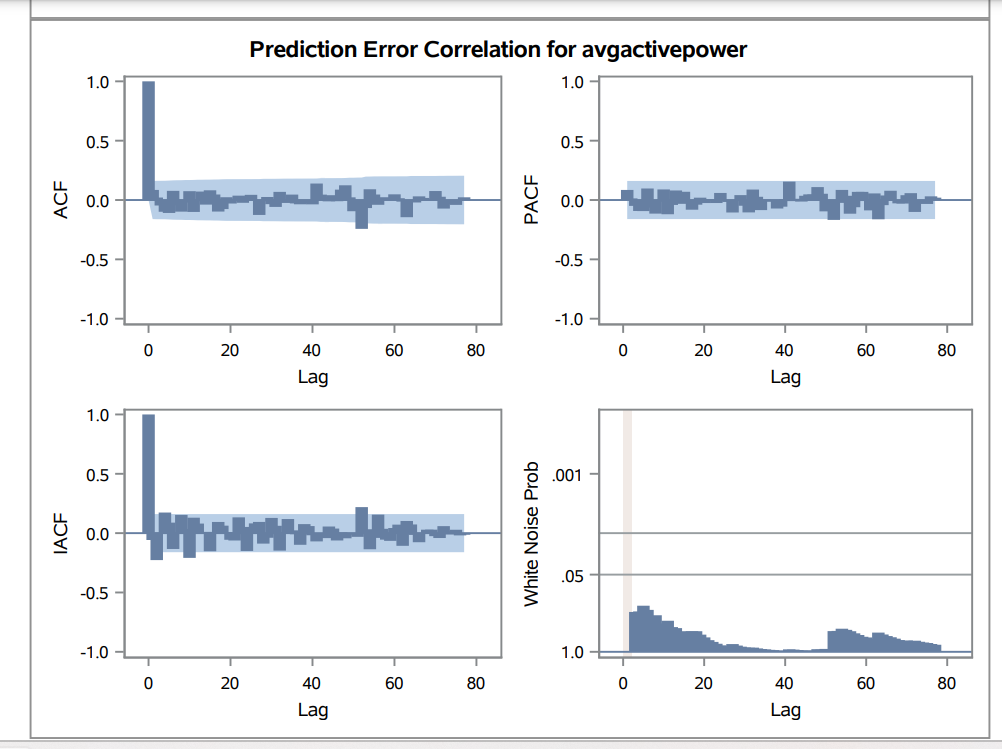 Prediction Error Correlation for avgactivepower
1.0
0.5
0.0
-0.5
-1.0
ACF
0 20 40 60 80
Lag
1.0
0.5
0.0
-0.5
-1.0
PACF
0 20 40 60 80
Lag
1.0
0.5
0.0
-0.5
-1.0
IACF
0 20 40 60 80
Lag
.001
.05
1.0
White Noise Prob
0 20 40 60 80
Lag